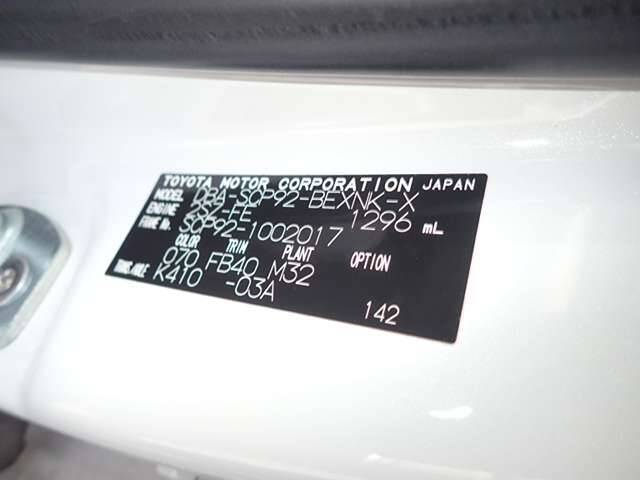 TOYOTA MOTOR CORPORATION JAPAN
MODEL DBA-SCP92-BEXNK-X
ENGINE 2SZ-FE 1296 mL
FRAME No. SCP92-1002017
COLOR TRIM PLANT OPTION
070 FB40 M32
TRANS./AXLE K410 -03A
142